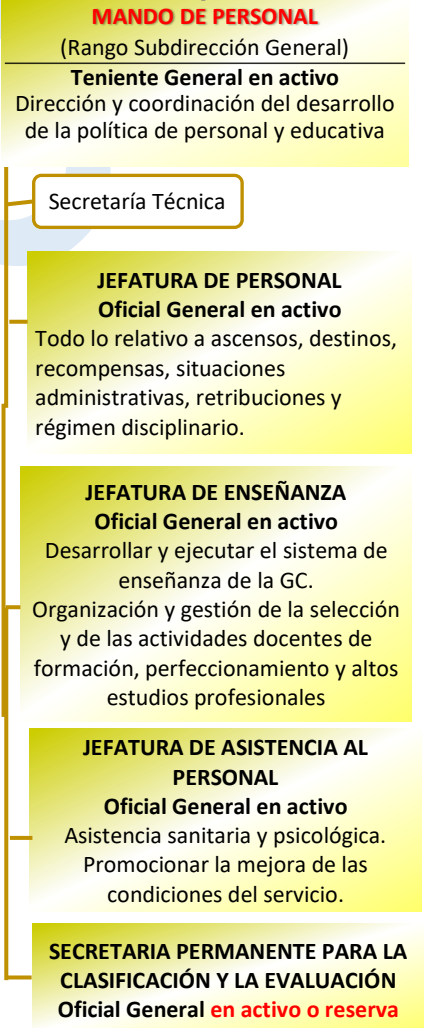 MANDO DE PERSONAL
(Rango Subdirección General)
Teniente General en activo
Dirección y coordinación del desarrollo
de la política de personal y educativa
Secretaría Técnica
JEFATURA DE PERSONAL
Oficial General en activo
Todo lo relativo a ascensos, destinos,
recompensas, situaciones
administrativas, retribuciones y
régimen disciplinario.
JEFATURA DE ENSEÑANZA
Oficial General en activo
Desarrollar y ejecutar el sistema de
enseñanza de la GC.
Organización y gestión de la selección
y de las actividades docentes de
formación, perfeccionamiento y altos
estudios profesionales
JEFATURA DE ASISTENCIA AL
PERSONAL
Oficial General en activo
Asistencia sanitaria y psicológica.
Promocionar la mejora de las
condiciones del servicio.
SECRETARIA PERMANENTE PARA LA
CLASIFICACIÓN Y LA EVALUACIÓN
Oficial General en activo o reserva